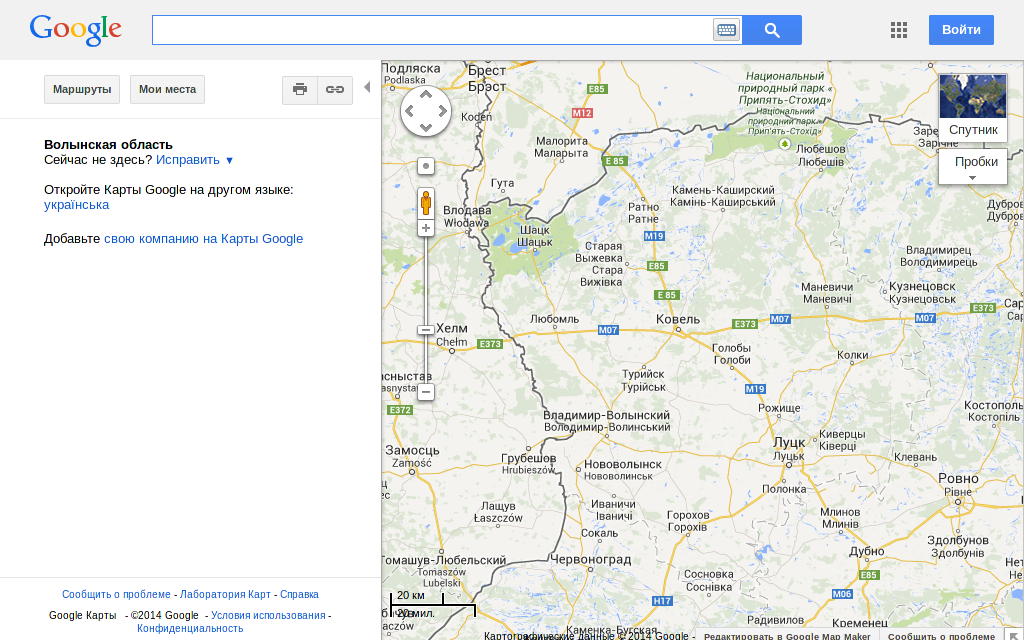 Google
Войти
Маршруты
Мои места
Волынская область
Сейчас не здесь? Исправить ▼
Откройте Карты Google на другом языке:
українська
Добавьте свою компанию на Карты Google
Сообщить о проблеме - Лаборатория Карт - Справка
Google Карты - ©2014 Google - Условия использования -
Конфиденциальность
Подляска
Podlaska
Брест
Брэст
E85
M12
Kodeń
Национальный
природный парк «
Припять-Стохид»
Національний
природний парк «
Прип'ять-Стохід»
Спутник
Пробки
Малорита
Маларыта
E 85
Любешов
Любешів
Заре
Зарічне
Гута
Камень-Каширский
Камінь-Каширський
Влодава
Włodawa
Ратно
Ратне
Дубров
Дубров
Шацк
Шацьк
M19
Старая
Выжевка
Стара
Вижівка
E85
Владимирец
Володимирець
E 85
Маневичи
Маневичі
Кузнецовск
Кузнецовськ
E373
Сар
Сар
Любомль
M07
Ковель
E373
M07
M07
Хелм
Chełm
E373
Голобы
Голоби
Колки
Турийск
Турійськ
M19
E372
Рожище
Костополь
Костопіль
Владимир-Волынский
Володимир-Волинський
Киверцы
Ківерці
Луцк
Луцьк
Замосць
Zamość
Грубешов
Hrubieszów
Нововолынск
Нововолинськ
Клевань
Ровно
Рівне
Полонка
Лащув
Łaszczów
Иваничи
Іваничі
Горохов
Горохів
Млинов
Млинів
Сокаль
Здолбунов
Здолбунів
Томашув-Любельский
Tomaszów
Lubelski
Червоноград
Дубно
E85
Сосновка
Соснівка
M06
H17
20 км
20 мил.
Радивилов
Каменка-Бугская
Кременец
Картографические данные © 2014 Google -
Редактировать в Google Map Maker
Сообщить о проблеме